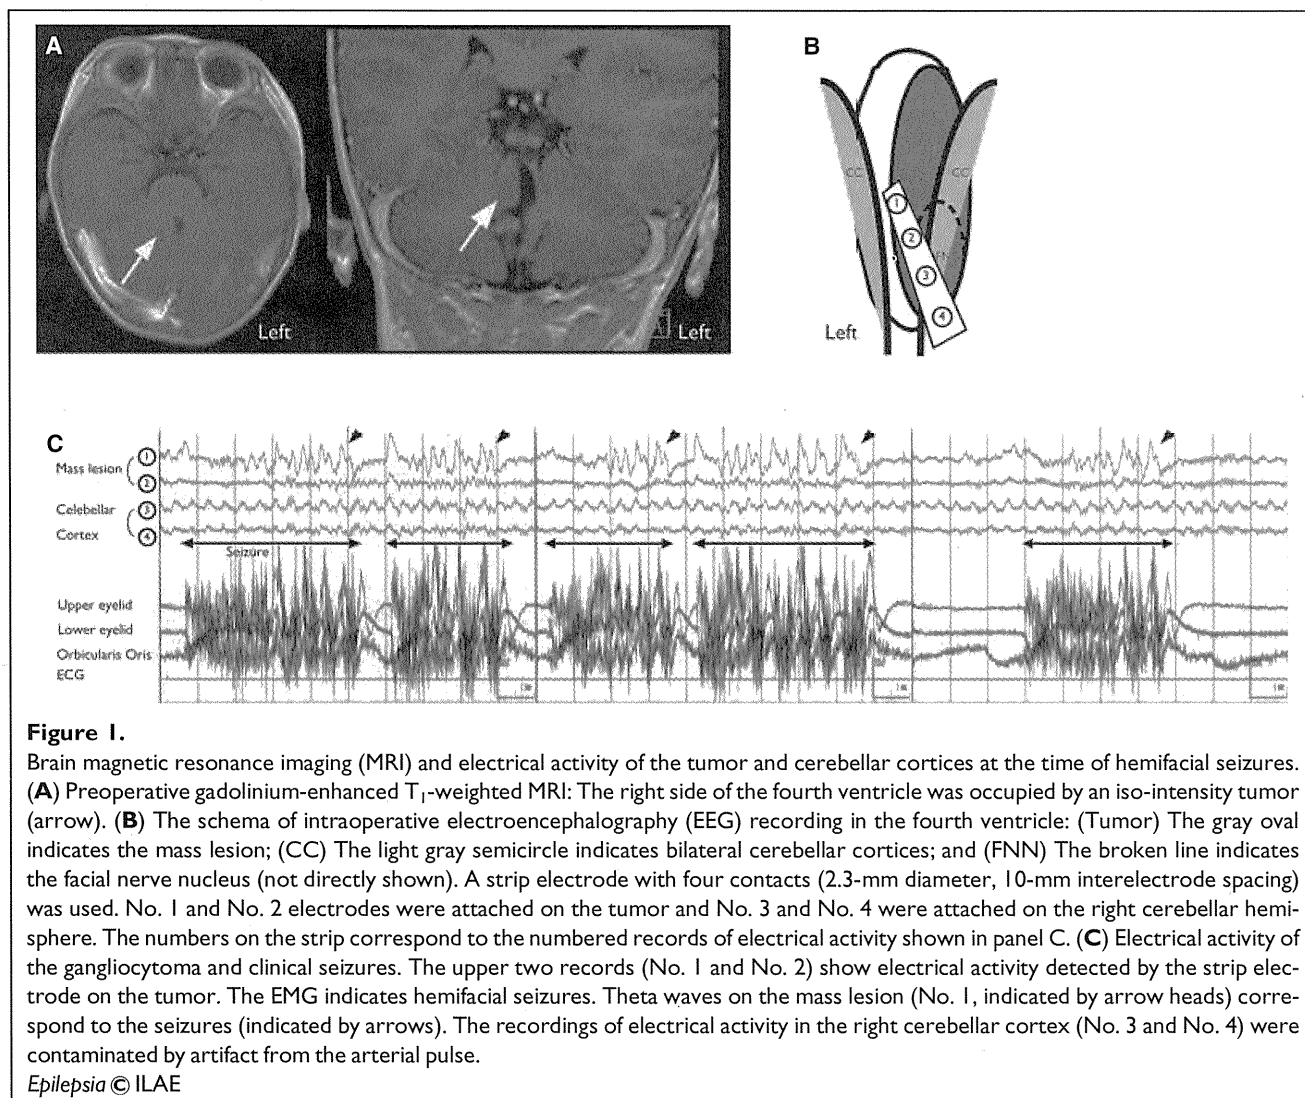 A
Left
Left
B
CC
CC
1
2
3
4
Left
C
Mass lesion
1
2
Celebellar
Cortex
3
4
Seizure
Upper eyelid
Lower eyelid
Orbicularis Oris
ECG
Figure 1.
Brain magnetic resonance imaging (MRI) and electrical activity of the tumor and cerebellar cortices at the time of hemifacial seizures.
(A) Preoperative gadolinium-enhanced T1-weighted MRI: The right side of the fourth ventricle was occupied by an iso-intensity tumor
(arrow). (B) The schema of intraoperative electroencephalography (EEG) recording in the fourth ventricle: (Tumor) The gray oval
indicates the mass lesion; (CC) The light gray semicircle indicates bilateral cerebellar cortices; and (FNN) The broken line indicates
the facial nerve nucleus (not directly shown). A strip electrode with four contacts (2.3-mm diameter, 10-mm interelectrode spacing)
was used. No. 1 and No. 2 electrodes were attached on the tumor and No. 3 and No. 4 were attached on the right cerebellar hemi-
sphere. The numbers on the strip correspond to the numbered records of electrical activity shown in panel C. (C) Electrical activity of
the gangliocytoma and clinical seizures. The upper two records (No. 1 and No. 2) show electrical activity detected by the strip elec-
trode on the tumor. The EMG indicates hemifacial seizures. Theta waves on the mass lesion (No. 1, indicated by arrow heads) corre-
spond to the seizures (indicated by arrows). The recordings of electrical activity in the right cerebellar cortex (No. 3 and No. 4) were
contaminated by artifact from the arterial pulse.
Epilepsia © ILAE